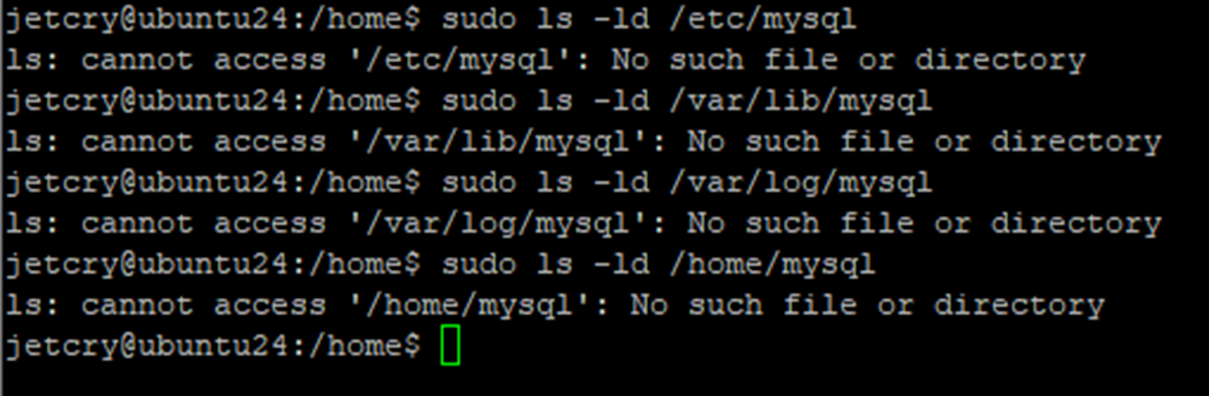 jetcry@ubuntu24:/home$ sudo ls -ld /etc/mysql
ls: cannot access '/etc/mysql': No such file or directory
jetcry@ubuntu24:/home$ sudo ls -ld /var/lib/mysql
ls: cannot access '/var/lib/mysql': No such file or directory
jetcry@ubuntu24:/home$ sudo ls -ld /var/log/mysql
ls: cannot access '/var/log/mysql': No such file or directory
jetcry@ubuntu24:/home$ sudo ls -ld /home/mysql
ls: cannot access '/home/mysql': No such file or directory
jetcry@ubuntu24:/home$